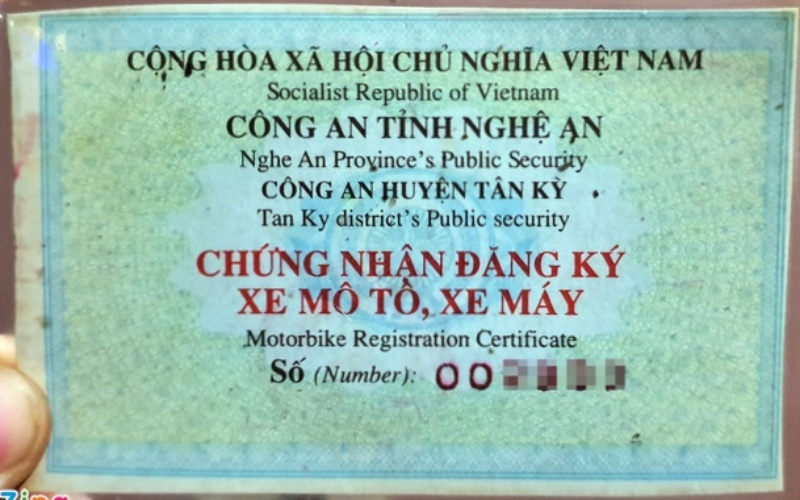 CỘNG HÒA XÃ HỘI CHỦ NGHĨA VIỆT NAM
Socialist Republic of Vietnam
CÔNG AN TỈNH NGHỆ AN
Nghe An Province's Public Security
CÔNG AN HUYỆN TÂN KỲ
Tan Ky district's Public security
CHỨNG NHẬN ĐĂNG KÝ
XE MÔ TÔ, XE MÁY
Motorbike Registration Certificate
Số (Number): 00
Zing